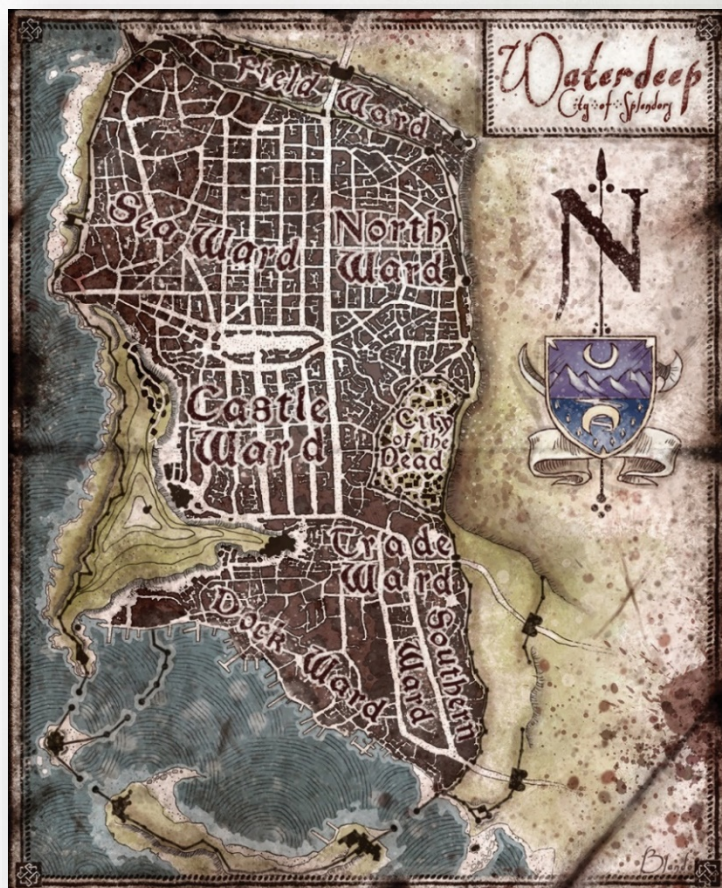 Waterdeep
City of Splendors
N
Field Ward
Sea Ward
North
Ward
Castle
Ward
City
of the
Dead
Trade
Ward
Dock Ward
Southern
Ward